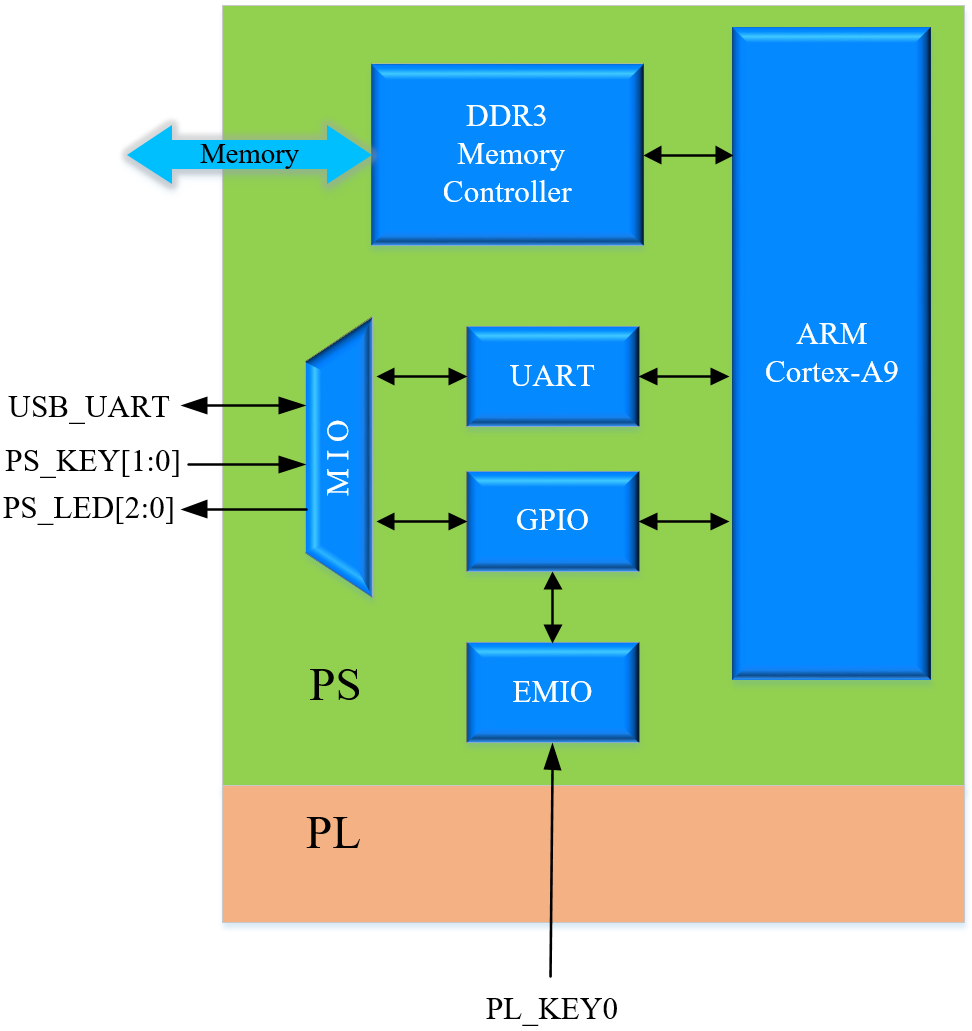 DDR3
Memory
Controller
Memory
ARM
Cortex-A9
UART
USB_UART
PS_KEY[1:0]
PS_LED[2:0]
MIO
GPIO
EMIO
PS
PL
PL_KEY0